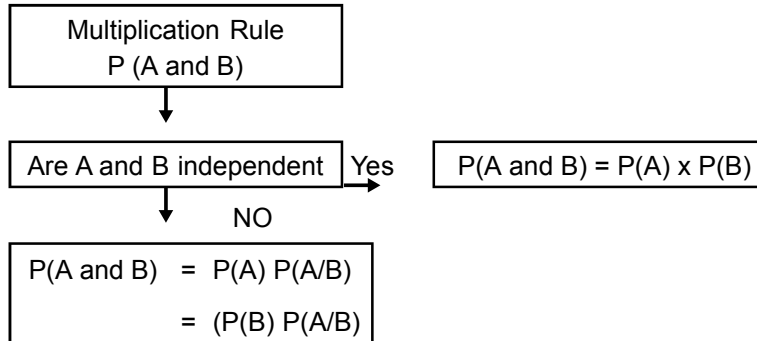 Multiplication Rule
P (A and B)
Are A and B independent
Yes
P(A and B) = P(A) x P(B)
NO
P(A and B) = P(A) P(A/B)
= (P(B) P(A/B)